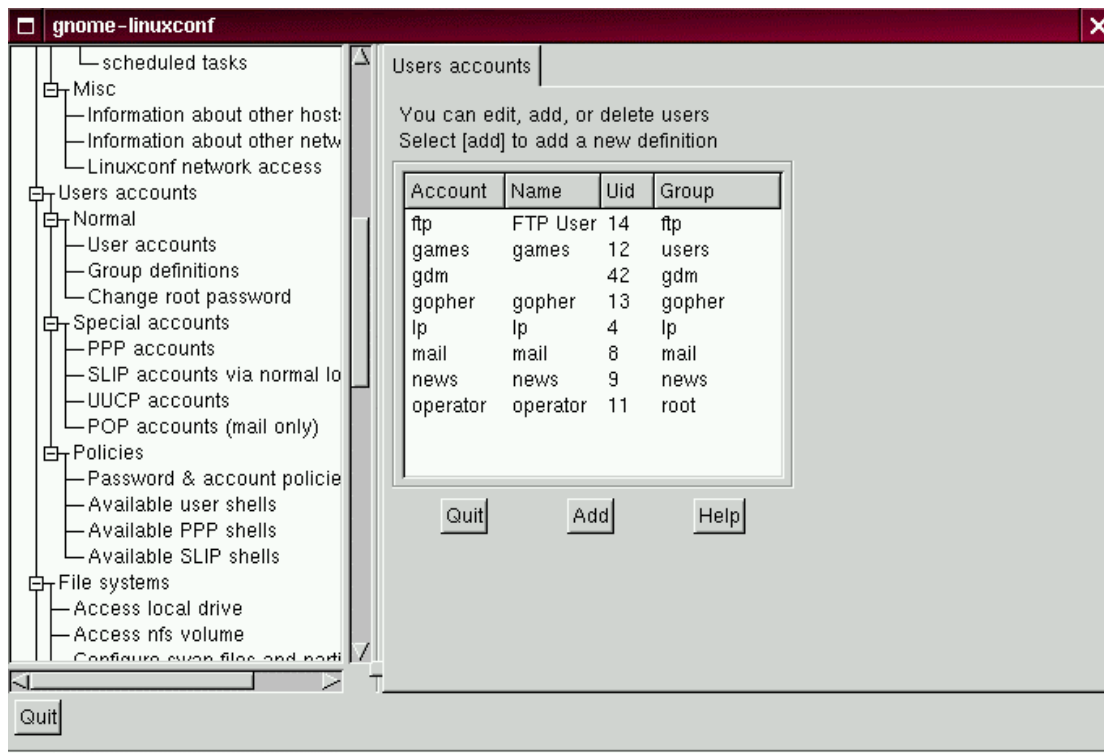 gnome-linuxconf
scheduled tasks
Misc
Information about other hosts
Information about other netw
Linuxconf network access
Users accounts
Normal
User accounts
Group definitions
Change root password
Special accounts
PPP accounts
SLIP accounts via normal lo
UUCP accounts
POP accounts (mail only)
Policies
Password & account policie
Available user shells
Available PPP shells
Available SLIP shells
File systems
Access local drive
Access nfs volume
Configure swap files and parti
Quit
Users accounts
You can edit, add, or delete users
Select [add] to add a new definition
Account Name Uid Group
ftp FTP User 14 ftp
games games 12 users
gdm 42 gdm
gopher gopher 13 gopher
lp lp 4 lp
mail mail 8 mail
news news 9 news
operator operator 11 root
Quit Add Help